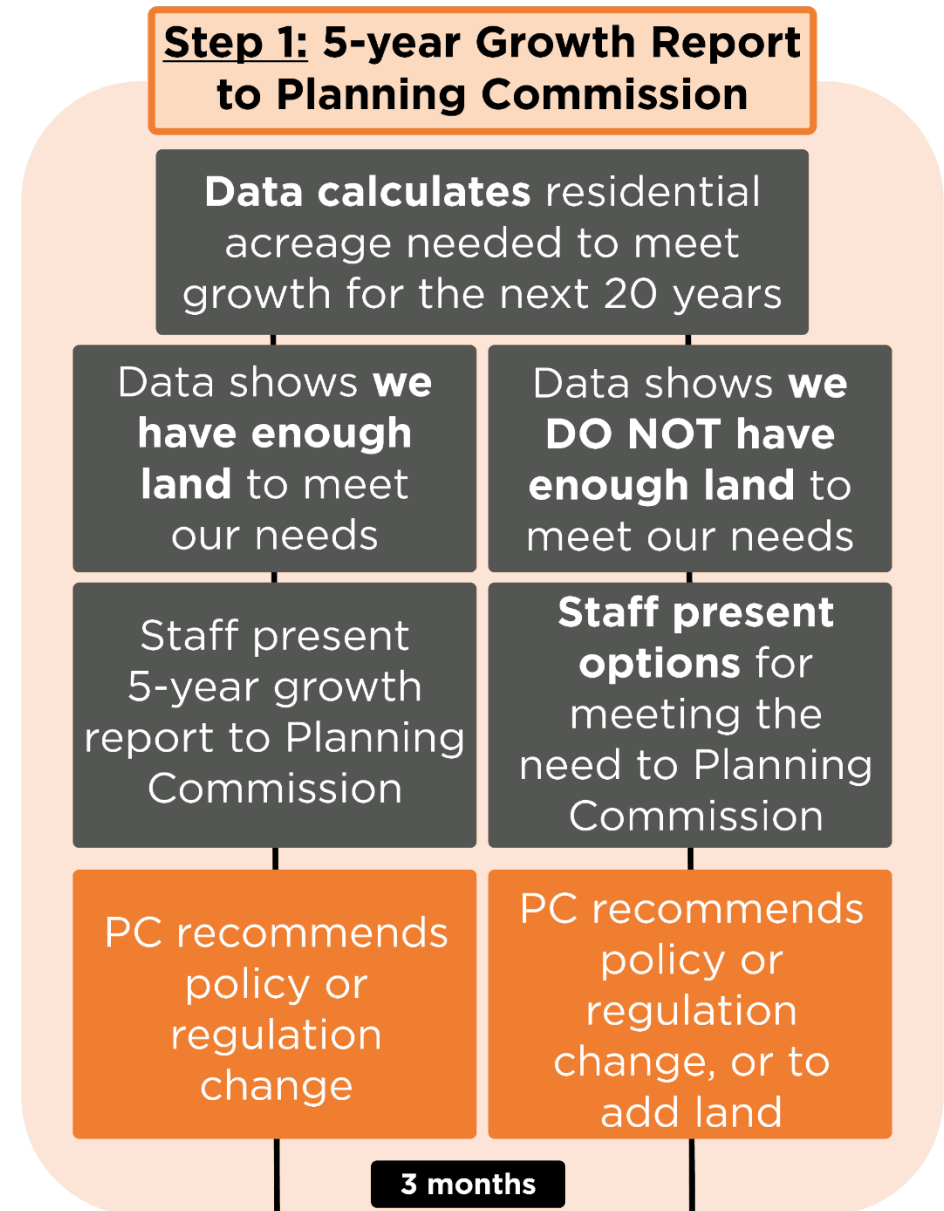 Step 1: 5-year Growth Report
to Planning Commission
Data calculates residential
acreage needed to meet
growth for the next 20 years
Data shows we
have enough
land to meet
our needs
Data shows we
DO NOT have
enough land to
meet our needs
Staff present
5-year growth
report to Planning
Commission
Staff present
options for
meeting the
need to Planning
Commission
PC recommends
policy or
regulation
change
PC recommends
policy or
regulation
change, or to
add land
3 months